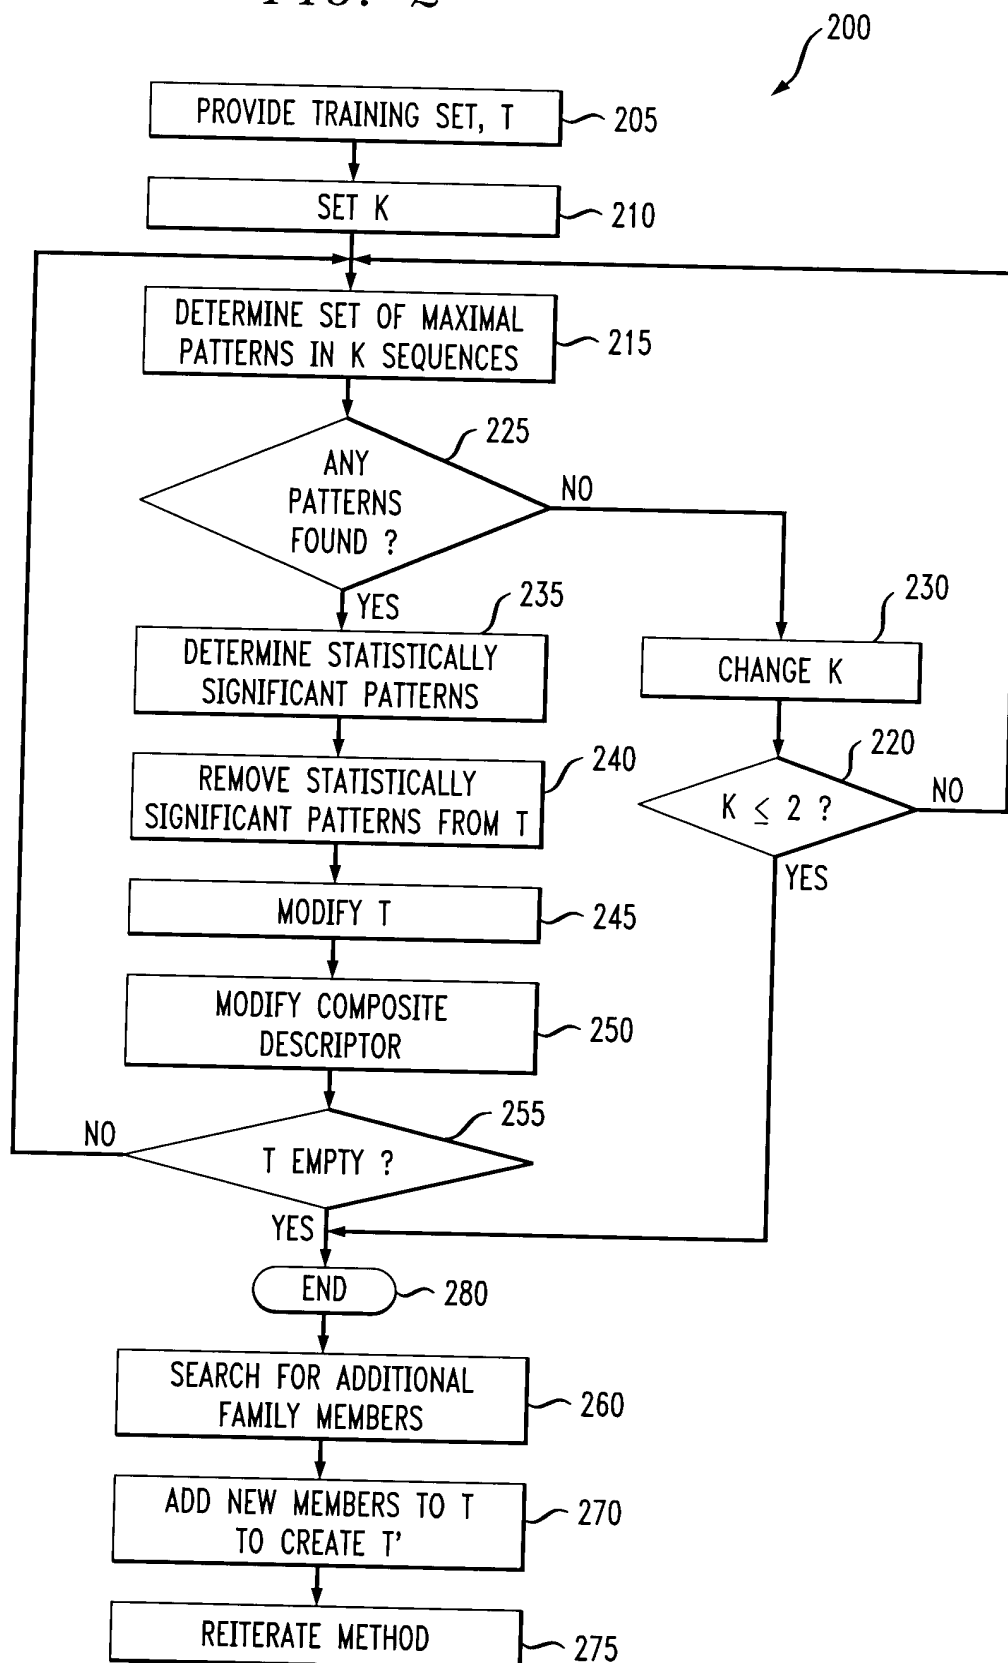 FIG. 2
200
PROVIDE TRAINING SET, T
205
SET K
210
DETERMINE SET OF MAXIMAL
PATTERNS IN K SEQUENCES
215
225
ANY
PATTERNS
FOUND ?
NO
YES
235
DETERMINE STATISTICALLY
SIGNIFICANT PATTERNS
230
CHANGE K
220
K ≤ 2 ?
NO
YES
REMOVE STATISTICALLY
SIGNIFICANT PATTERNS FROM T
240
MODIFY T
245
MODIFY COMPOSITE
DESCRIPTOR
250
255
NO
T EMPTY ?
YES
END
280
SEARCH FOR ADDITIONAL
FAMILY MEMBERS
260
ADD NEW MEMBERS TO T
TO CREATE T'
270
REITERATE METHOD
275